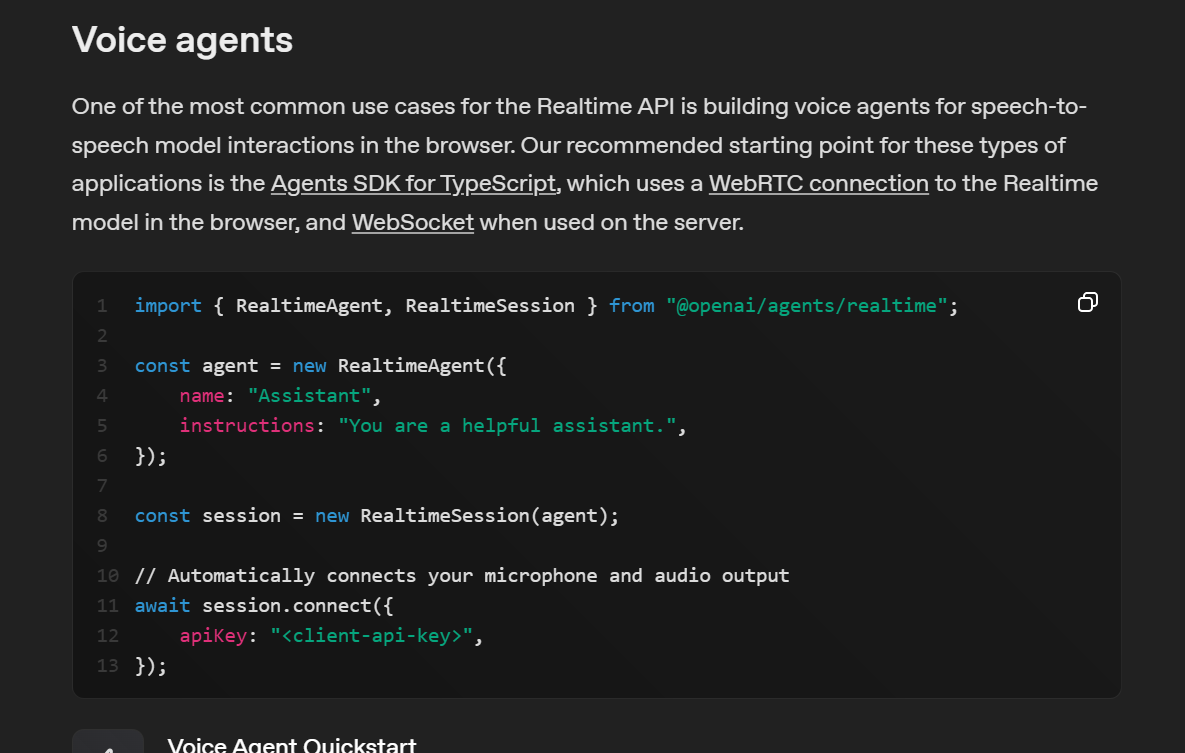 Voice agents
One of the most common use cases for the Realtime API is building voice agents for speech-to-
speech model interactions in the browser. Our recommended starting point for these types of
applications is the Agents SDK for TypeScript, which uses a WebRTC connection to the Realtime
model in the browser, and WebSocket when used on the server.
1 import { RealtimeAgent, RealtimeSession } from "@openai/agents/realtime";
2
3 const agent = new RealtimeAgent({
4     name: "Assistant",
5     instructions: "You are a helpful assistant.",
6 });
7
8 const session = new RealtimeSession(agent);
9
10 // Automatically connects your microphone and audio output
11 await session.connect({
12     apiKey: "<client-api-key>",
13 });
Voice Agent Quickstart